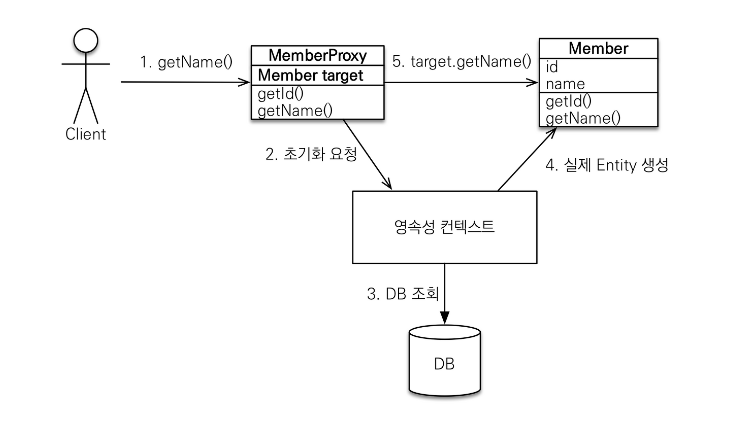 1. getName()
MemberProxy
Member target
getId()
getName()
5. target.getName()
Member
id
name
getId()
getName()
Client
2. 초기화 요청
4. 실제 Entity 생성
영속성 컨텍스트
3. DB 조회
DB